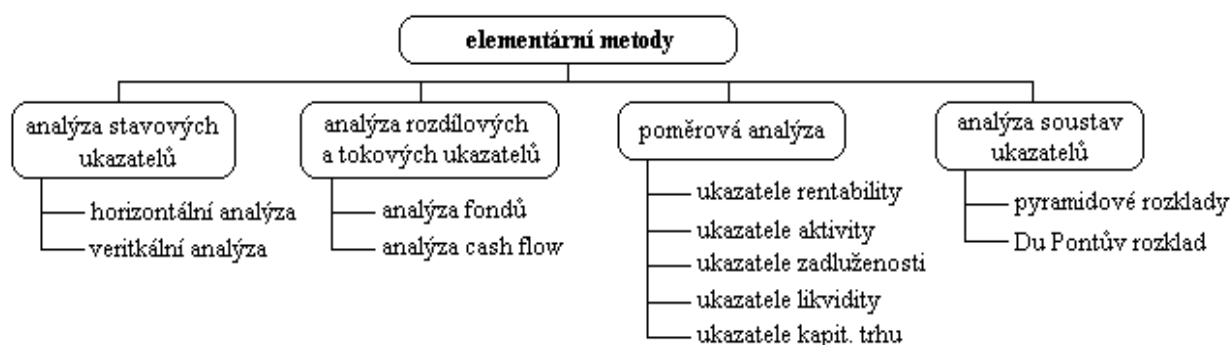 elementární metody
analýza stavových
ukazatelů
analýza rozdílových
a tokových ukazatelů
poměrová analýza
analýza soustav
ukazatelů
horizontální analýza
veritkální analýza
analýza fondů
analýza cash flow
ukazatele rentability
ukazatele aktivity
ukazatele zadluženosti
ukazatele likvidity
ukazatele kapit. trhu
pyramidové rozklady
Du Pontův rozklad